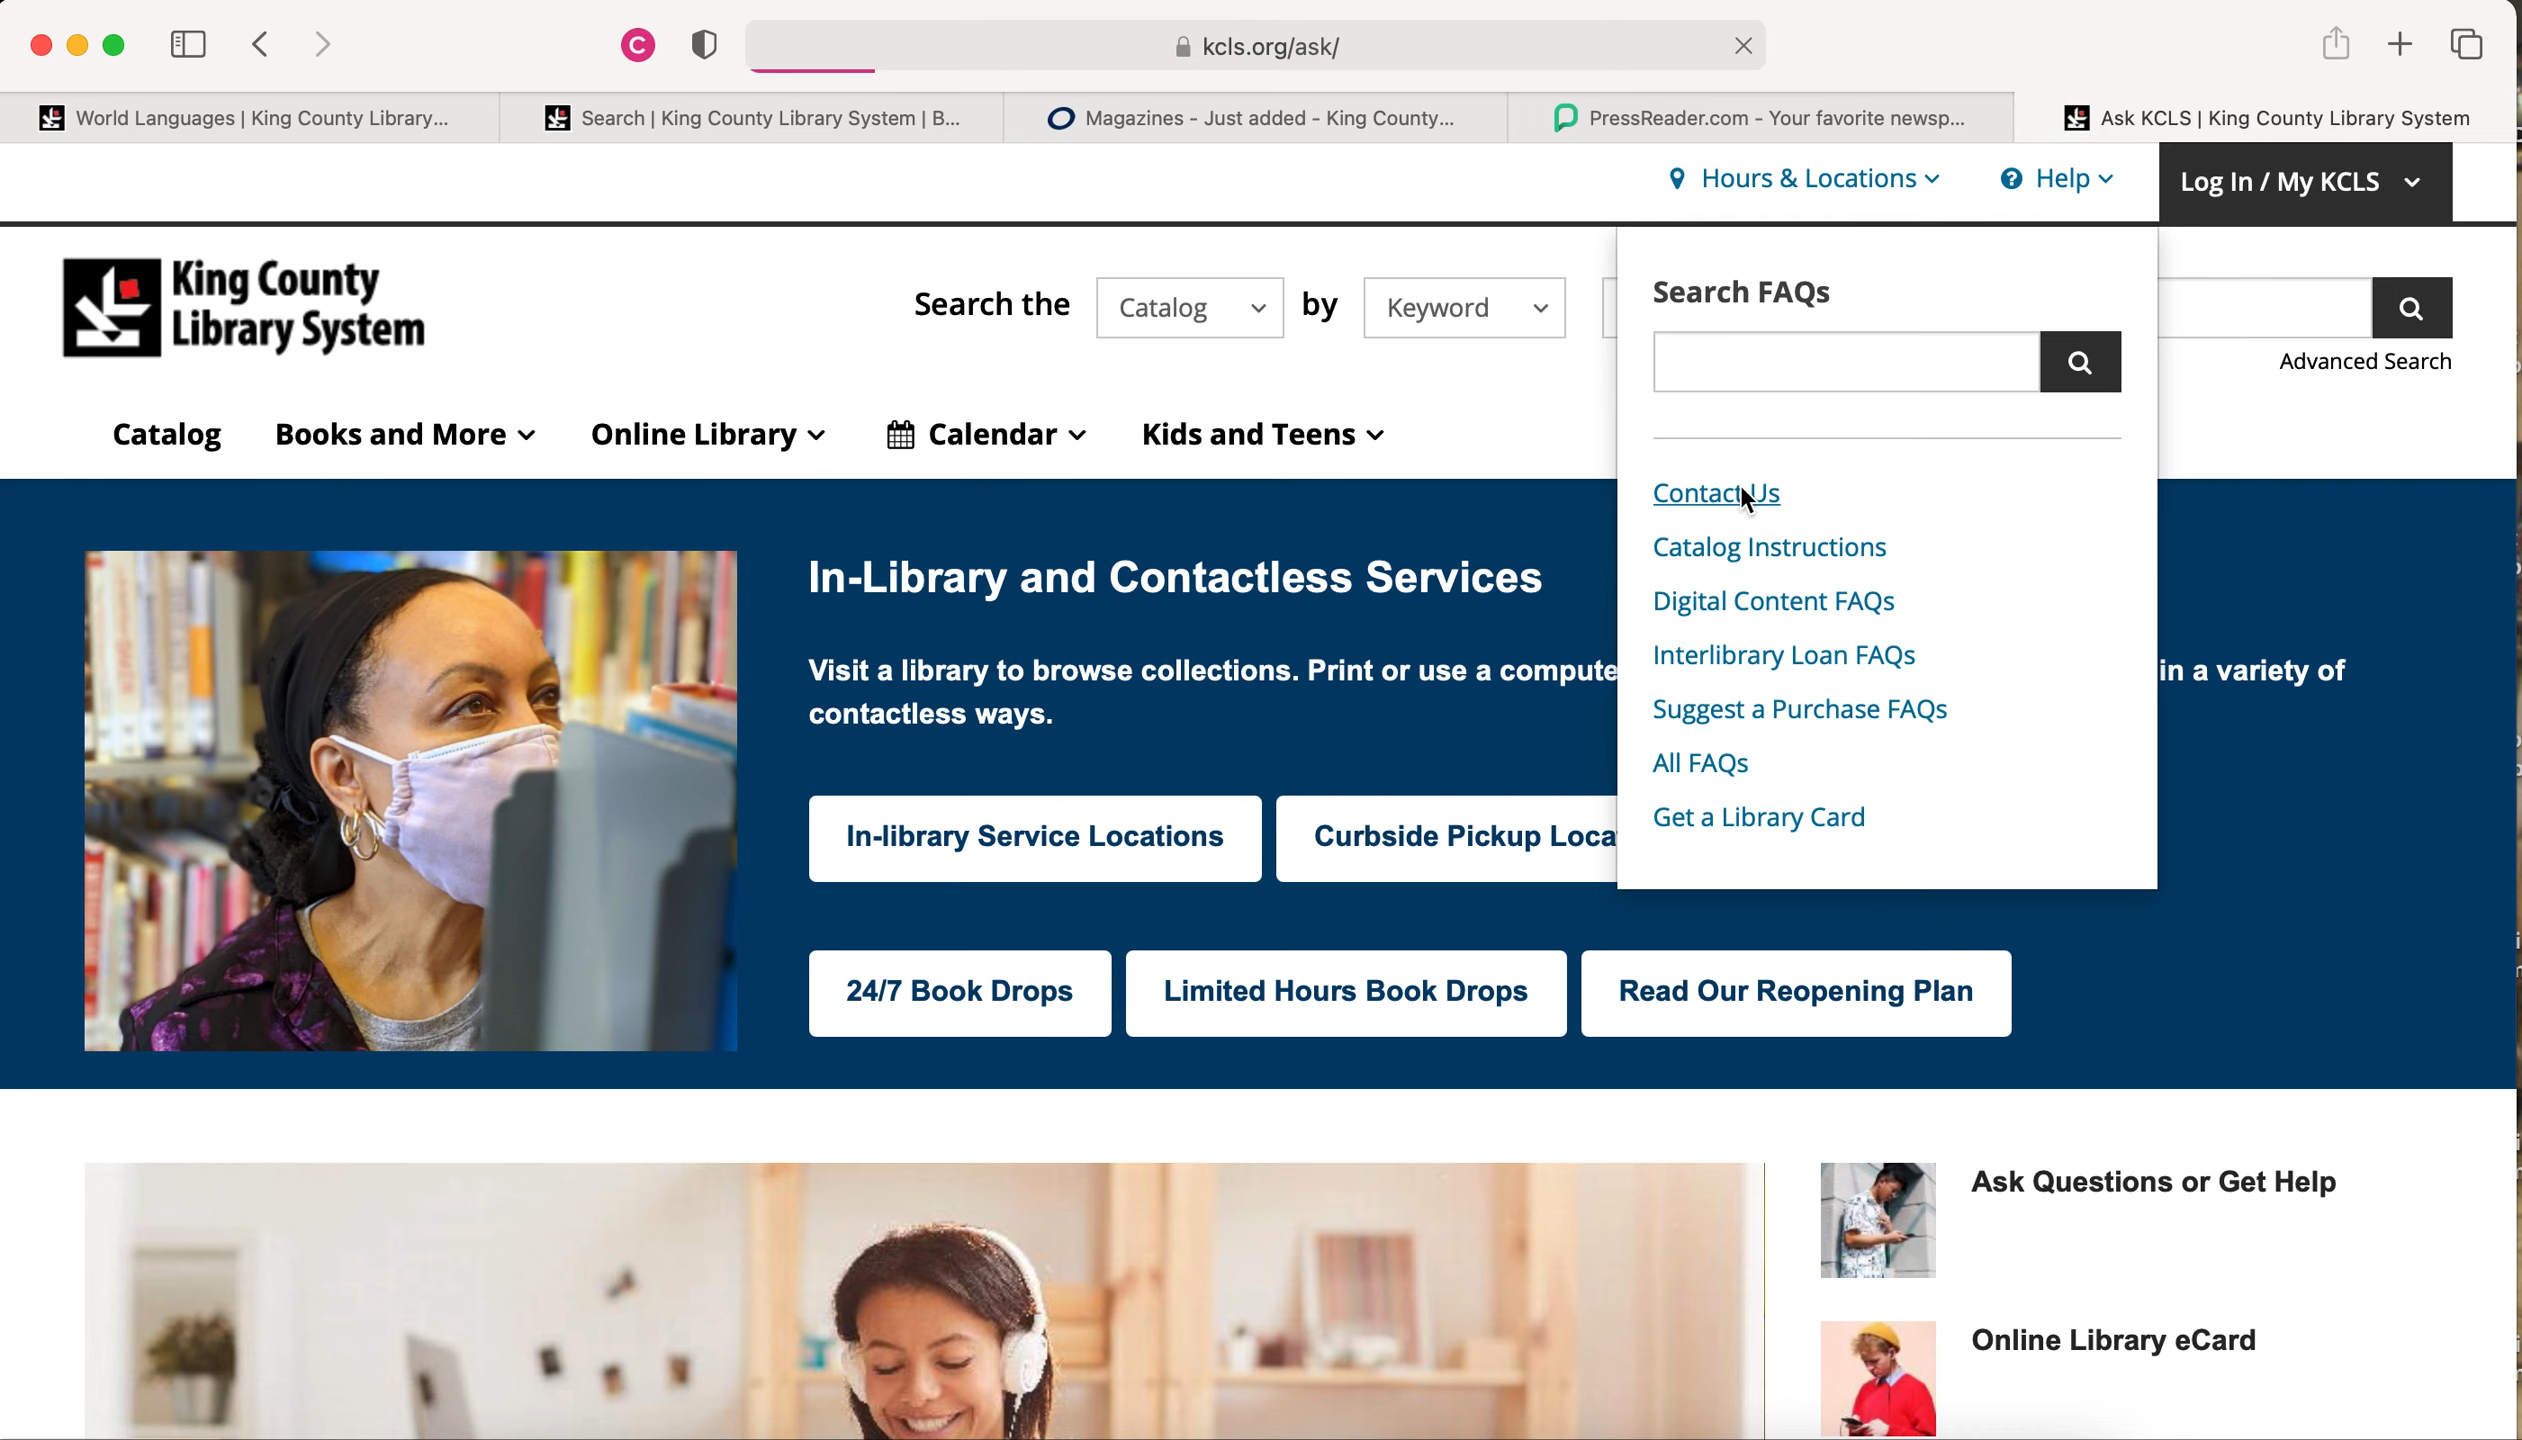 C
kcls.org/ask/
World Languages | King County Library...
Search | King County Library System | B...
Magazines - Just added - King County...
PressReader.com - Your favorite newsp...
Ask KCLS | King County Library System
Hours & Locations
Help
Log In / My KCLS
King County
Library System
Search the
Catalog
by
Keyword
Advanced Search
Search FAQs
Contact Us
Catalog Instructions
Digital Content FAQs
Interlibrary Loan FAQs
Suggest a Purchase FAQs
All FAQs
Get a Library Card
Catalog
Books and More
Online Library
Calendar
Kids and Teens
In-Library and Contactless Services
Visit a library to browse collections. Print or use a compute in a variety of
contactless ways.
In-library Service Locations
Curbside Pickup Loca
24/7 Book Drops
Limited Hours Book Drops
Read Our Reopening Plan
Ask Questions or Get Help
Online Library eCard